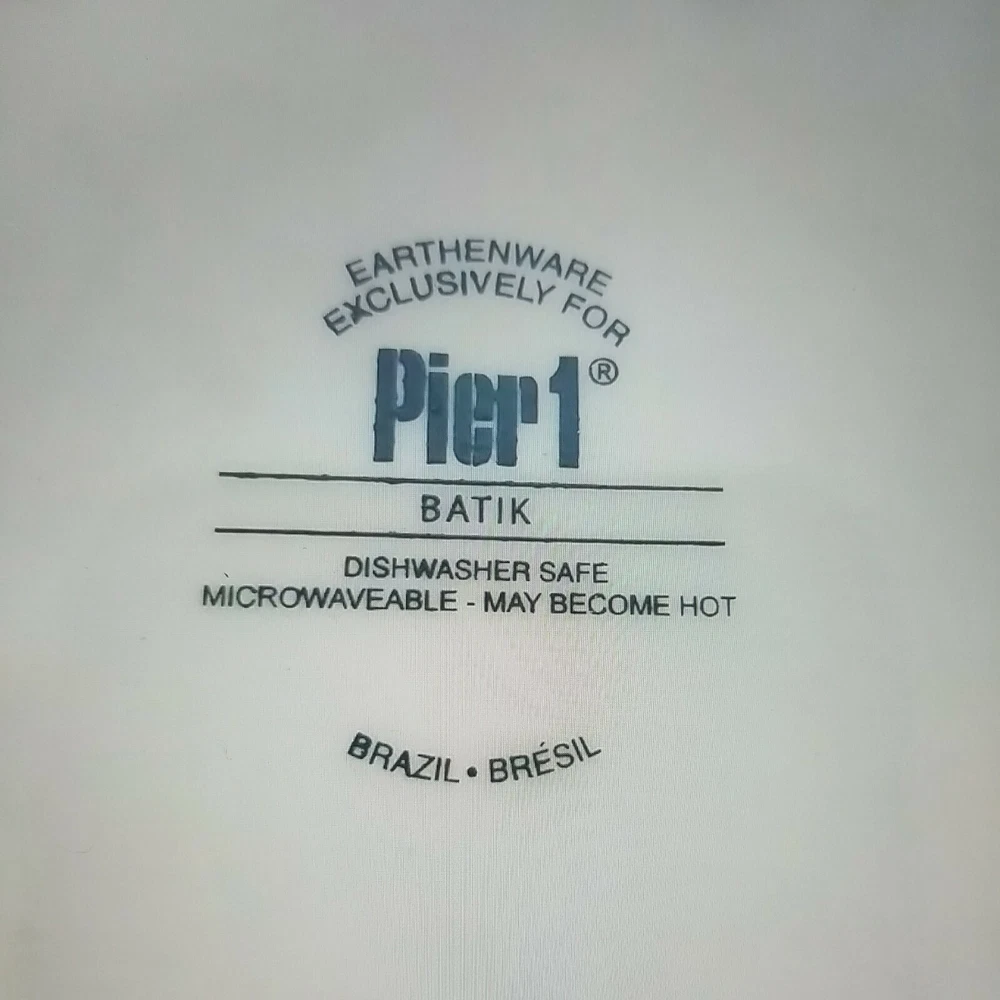 EARTHENWARE
EXCLUSIVELY FOR
Pier 1®
BATIK
DISHWASHER SAFE
MICROWAVEABLE - MAY BECOME HOT
BRAZIL • BRÉSIL